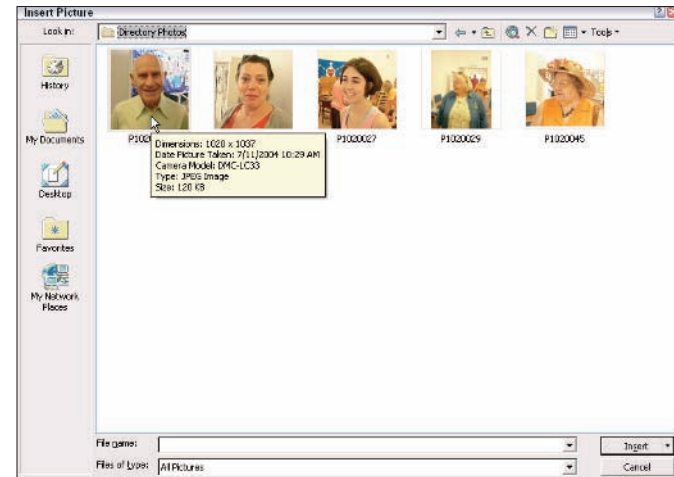 Insert Picture
Look in:
Directory Photos
Tools
History
My Documents
Desktop
Favorites
My Network
Places
P1020027
P1020029
P1020045
Dimensions: 1028 x 1037
Date Picture Taken: 7/11/2004 10:29 AM
Camera Model: DMC-LC33
Type: JPEG Image
Size: 120 KB
File name:
Insert
Files of type:
All Pictures
Cancel